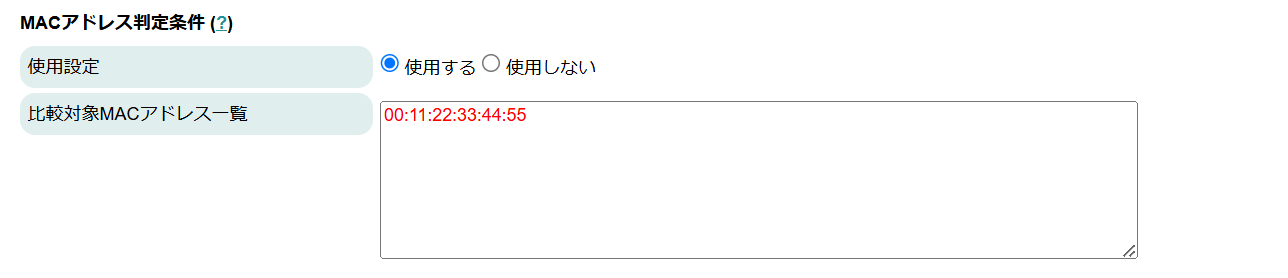 MACアドレス判定条件 (?)
使用設定
使用する 使用しない
比較対象MACアドレス一覧
00:11:22:33:44:55